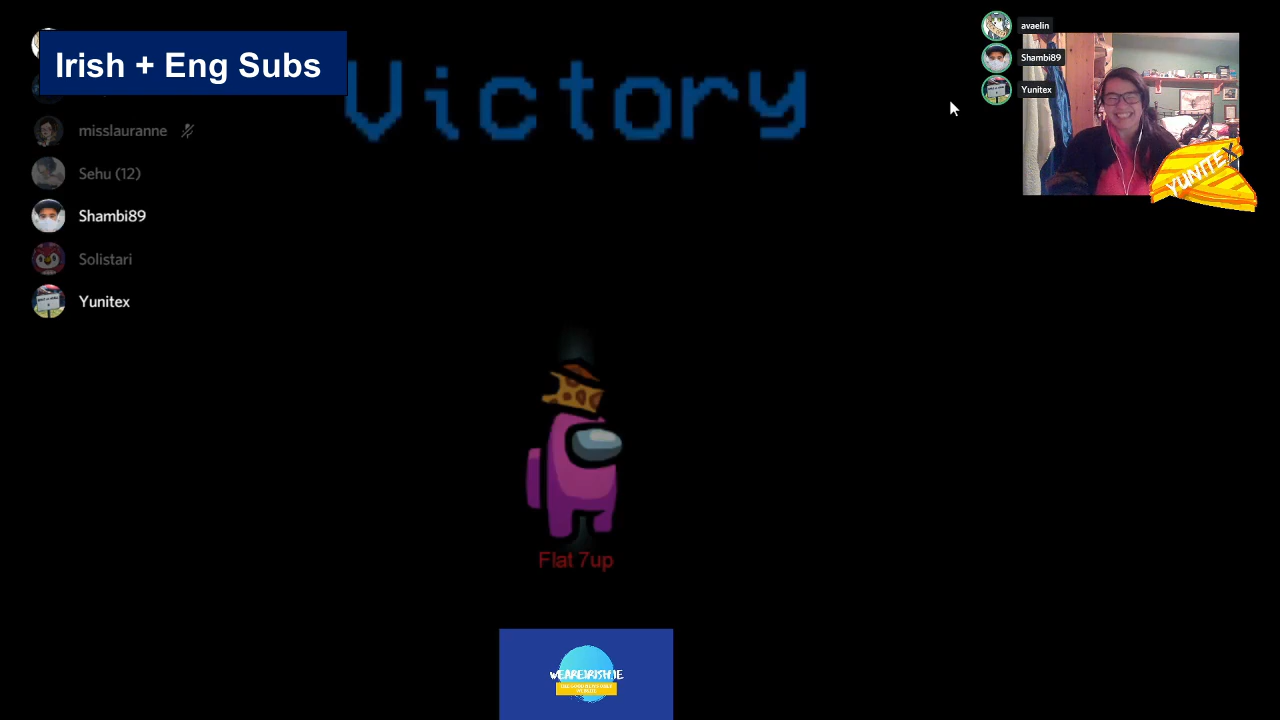 Irish + Eng Subs
Victory
misslauranne
Sehu (12)
Shambi89
Solistari
Yunitex
avaelin
Shambi89
Yunitex
YUNITEX
Flat 7up
WEAREIRISH.IE